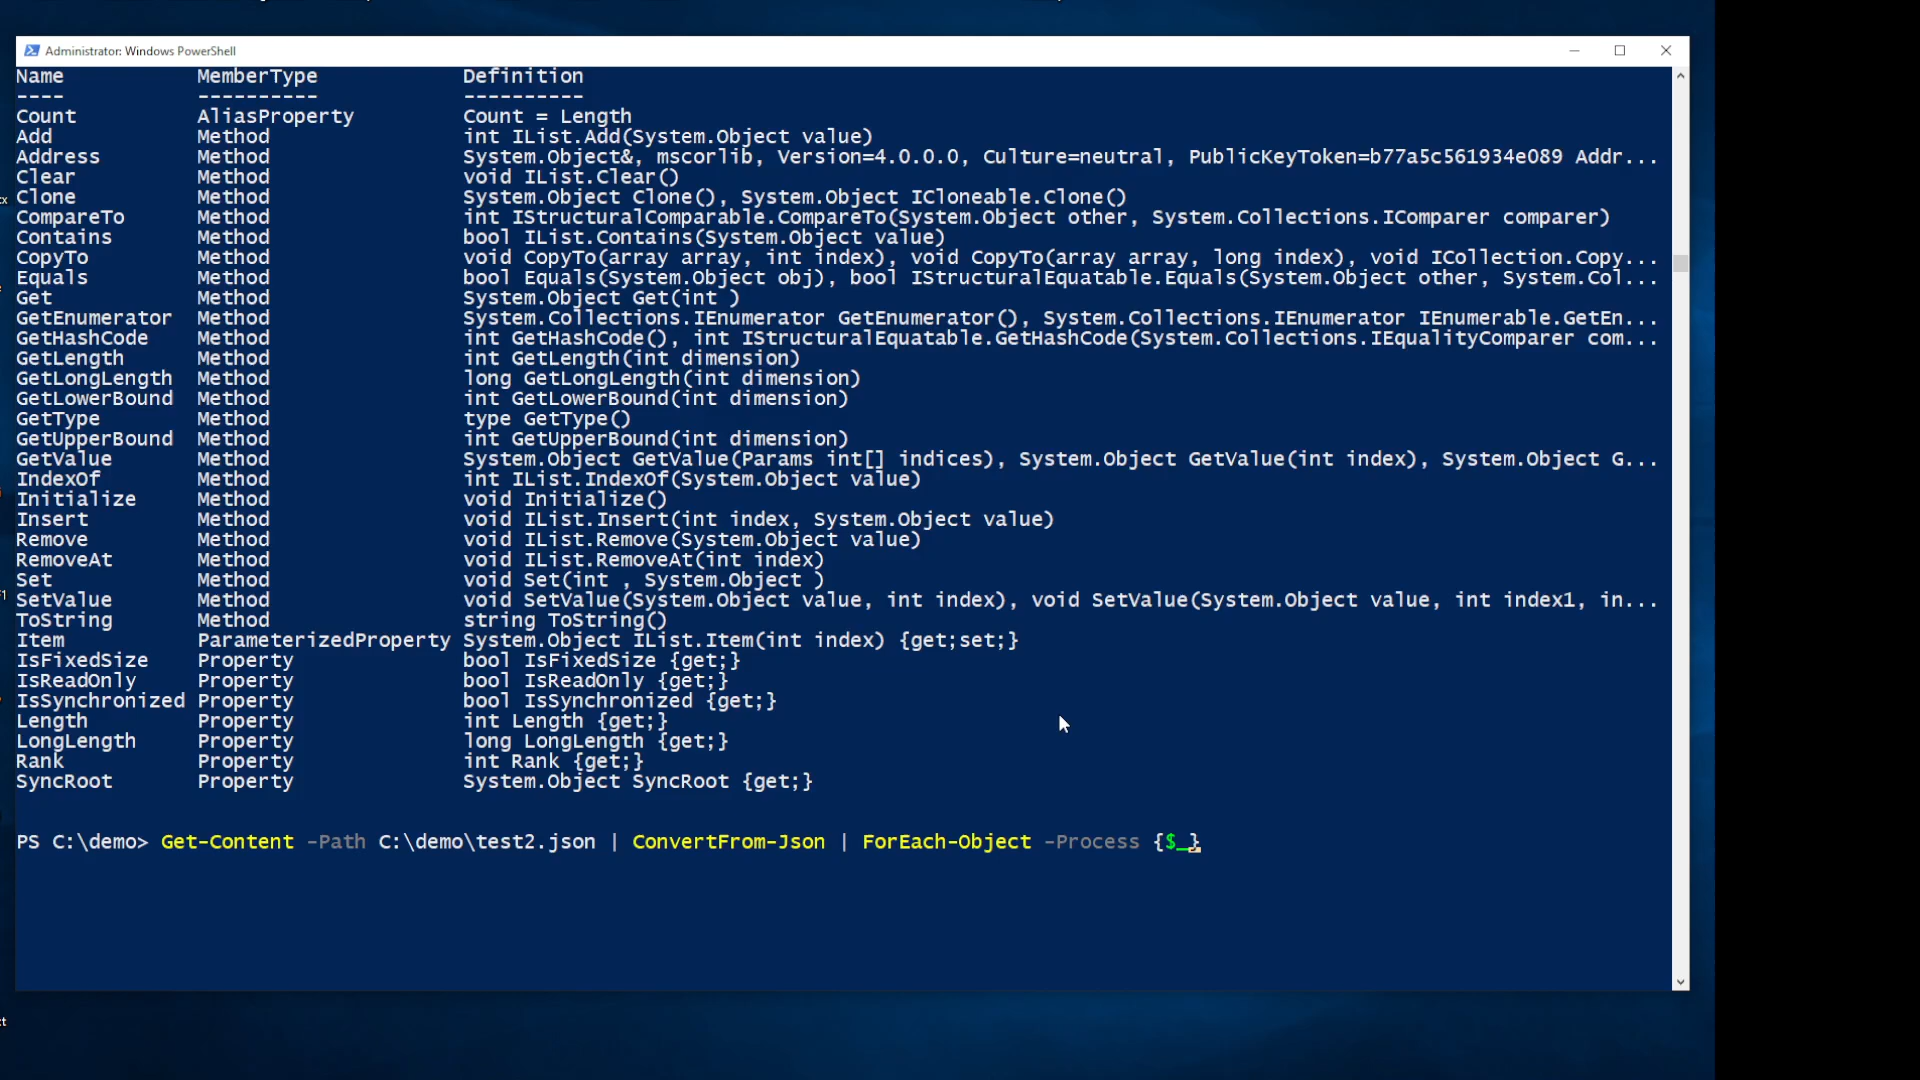 Administrator: Windows PowerShell
Name MemberType Definition
---- ---------- ----------
Count AliasProperty Count = Length
Add Method int IList.Add(System.Object value)
Address Method System.Object&, mscorlib, Version=4.0.0.0, Culture=neutral, PublicKeyToken=b77a5c561934e089 Addr...
Clear Method void IList.Clear()
Clone Method System.Object Clone(), System.Object ICloneable.Clone()
CompareTo Method int IStructuralComparable.CompareTo(System.Object other, System.Collections.IComparer comparer)
Contains Method bool IList.Contains(System.Object value)
CopyTo Method void CopyTo(array array, int index), void CopyTo(array array, long index), void ICollection.Copy...
Equals Method bool Equals(System.Object obj), bool IStructuralEquatable.Equals(System.Object other, System.Col...
Get Method System.Object Get(int )
GetEnumerator Method System.Collections.IEnumerator GetEnumerator(), System.Collections.IEnumerator IEnumerable.GetEn...
GetHashCode Method int GetHashCode(), int IStructuralEquatable.GetHashCode(System.Collections.IEqualityComparer com...
GetLength Method int GetLength(int dimension)
GetLongLength Method long GetLongLength(int dimension)
GetLowerBound Method int GetLowerBound(int dimension)
GetType Method type GetType()
GetUpperBound Method int GetUpperBound(int dimension)
GetValue Method System.Object GetValue(Params int[] indices), System.Object GetValue(int index), System.Object G...
IndexOf Method int IList.IndexOf(System.Object value)
Initialize Method void Initialize()
Insert Method void IList.Insert(int index, System.Object value)
Remove Method void IList.Remove(System.Object value)
RemoveAt Method void IList.RemoveAt(int index)
Set Method void Set(int , System.Object )
SetValue Method void SetValue(System.Object value, int index), void SetValue(System.Object value, int index1, in...
ToString Method string ToString()
Item ParameterizedProperty System.Object IList.Item(int index) {get;set;}
IsFixedSize Property bool IsFixedSize {get;}
IsReadOnly Property bool IsReadOnly {get;}
IsSynchronized Property bool IsSynchronized {get;}
Length Property int Length {get;}
LongLength Property long LongLength {get;}
Rank Property int Rank {get;}
SyncRoot Property System.Object SyncRoot {get;}
PS C:\demo> Get-Content -Path C:\demo\test2.json | ConvertFrom-Json | ForEach-Object -Process {$_}